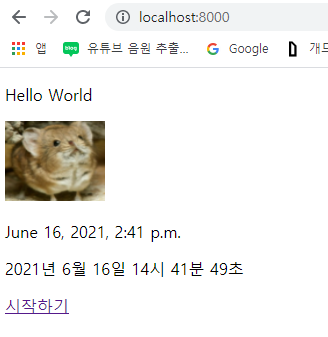 localhost:8000
앱 blog 유튜브 음원 추출... Google 개드
Hello World
June 16, 2021, 2:41 p.m.
2021년 6월 16일 14시 41분 49초
시작하기